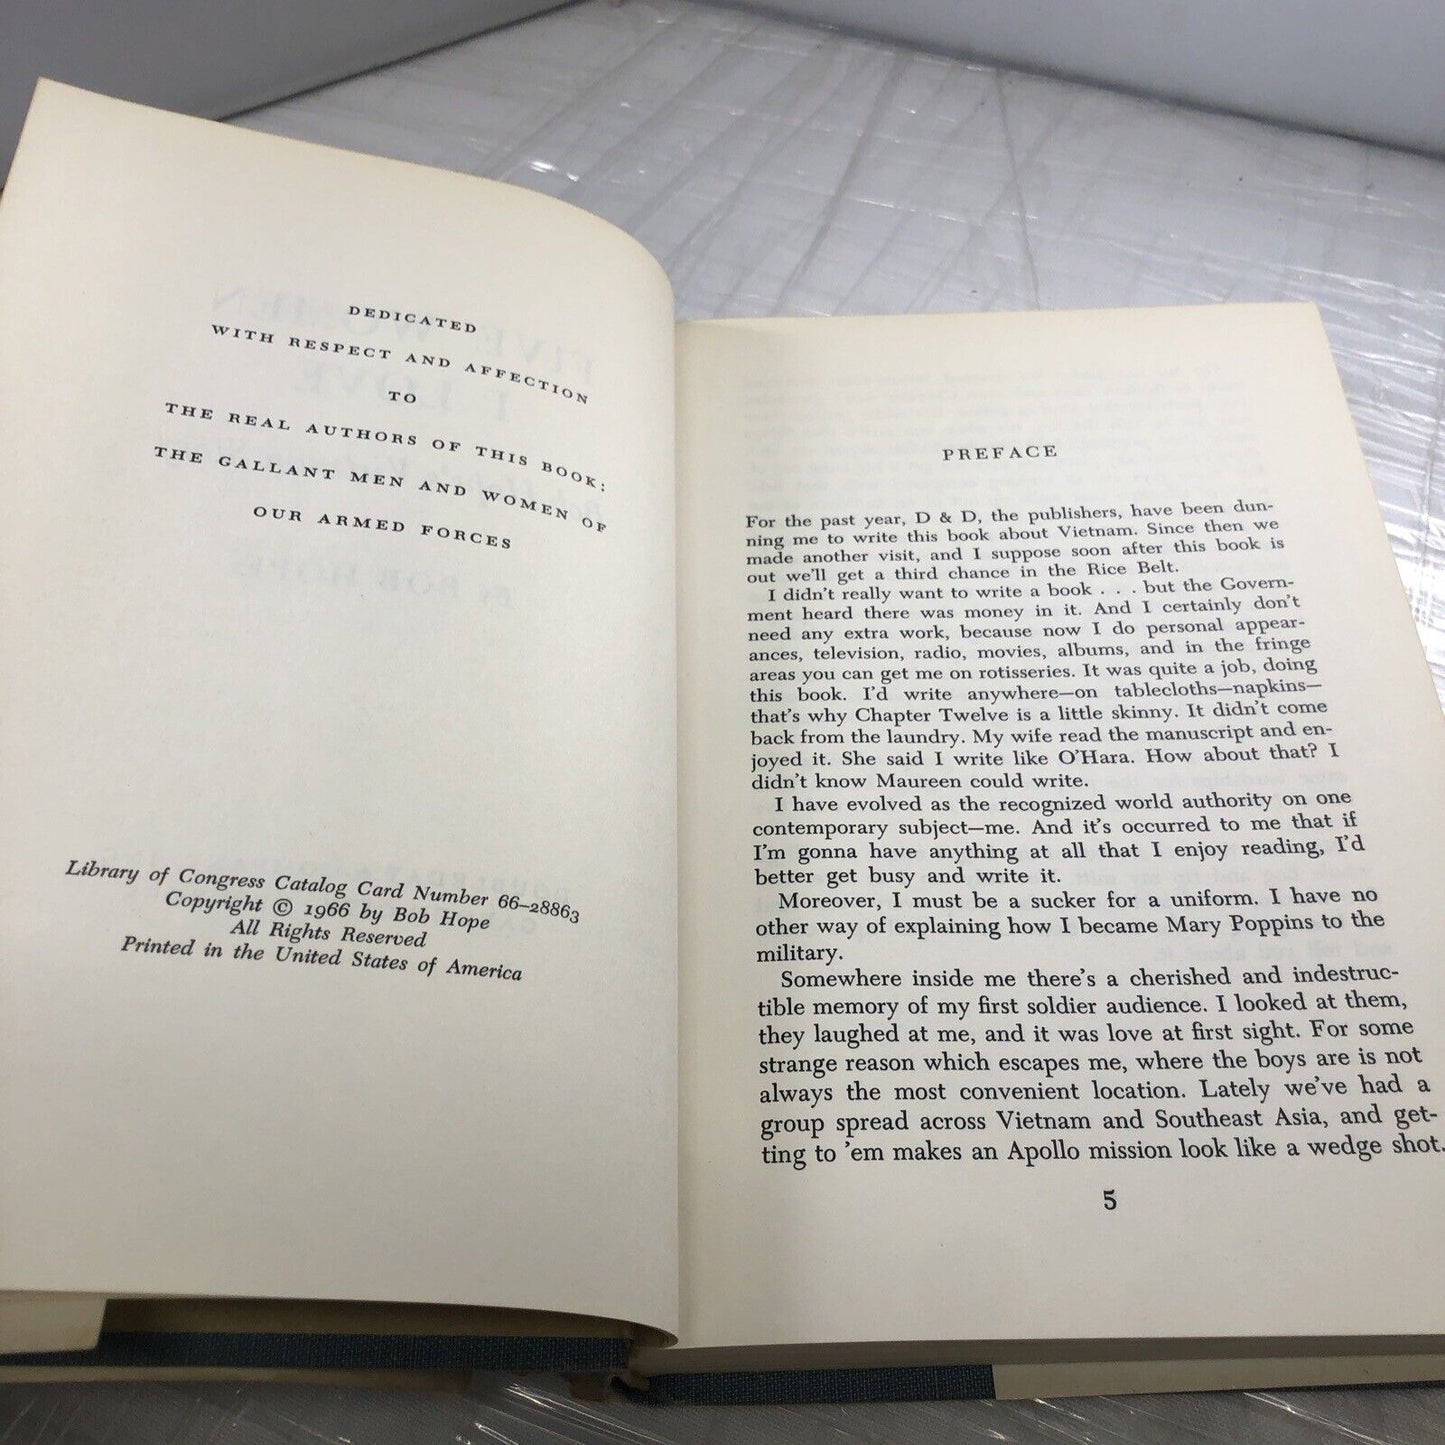 DEDICATED
WITH RESPECT AND AFFECTION
TO
THE REAL AUTHORS OF THIS BOOK:
THE GALLANT MEN AND WOMEN OF
OUR ARMED FORCES
Library of Congress Catalog Card Number 66–28863
Copyright © 1966 by Bob Hope
All Rights Reserved
Printed in the United States of America
PREFACE
For the past year, D & D, the publishers, have been dun-
ning me to write this book about Vietnam. Since then we
made another visit, and I suppose soon after this book is
out we'll get a third chance in the Rice Belt.
I didn't really want to write a book . . . but the Govern-
ment heard there was money in it. And I certainly don't
need any extra work, because now I do personal appear-
ances, television, radio, movies, albums, and in the fringe
areas you can get me on rotisseries. It was quite a job, doing
this book. I'd write anywhere—on tablecloths—napkins—
that's why Chapter Twelve is a little skinny. It didn't come
back from the laundry. My wife read the manuscript and en-
joyed it. She said I write like O'Hara. How about that? I
didn't know Maureen could write.
I have evolved as the recognized world authority on one
contemporary subject—me. And it's occurred to me that if
I'm gonna have anything at all that I enjoy reading, I'd
better get busy and write it.
Moreover, I must be a sucker for a uniform. I have no
other way of explaining how I became Mary Poppins to the
military.
Somewhere inside me there's a cherished and indestruc-
tible memory of my first soldier audience. I looked at them,
they laughed at me, and it was love at first sight. For some
strange reason which escapes me, where the boys are is not
always the most convenient location. Lately we've had a
group spread across Vietnam and Southeast Asia, and get-
ting to 'em makes an Apollo mission look like a wedge shot.
5